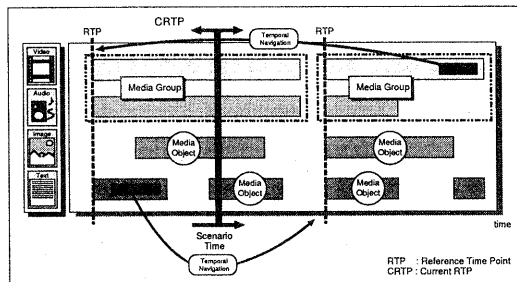 CRTP
RTP
Temporal
Navigation
RTP
Video
Audio
Image
Text
Media Group
Media Group
Media
Object
Media
Object
Media
Object
Media
Object
Scenario
Time
time
Temporal
Navigation
RTP : Reference Time Point
CRTP : Current RTP